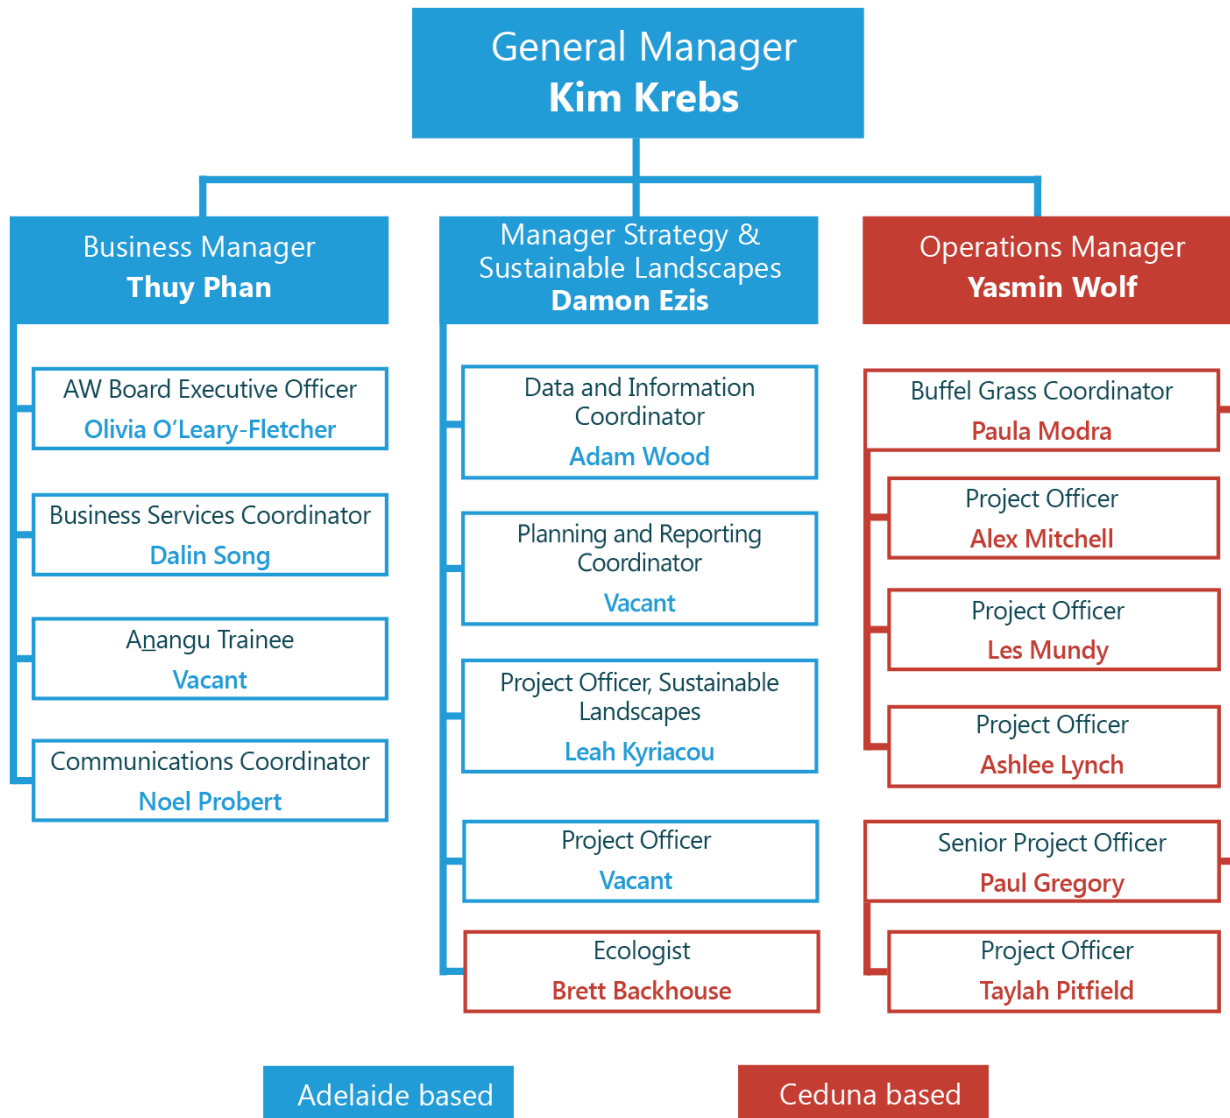 General Manager
Kim Krebs
Business Manager
Thuy Phan
AW Board Executive Officer
Olivia O’Leary-Fletcher
Business Services Coordinator
Dalin Song
Aṉangu Trainee
Vacant
Communications Coordinator
Noel Probert
Manager Strategy &
Sustainable Landscapes
Damon Ezis
Data and Information
Coordinator
Adam Wood
Planning and Reporting
Coordinator
Vacant
Project Officer, Sustainable
Landscapes
Leah Kyriacou
Project Officer
Vacant
Ecologist
Brett Backhouse
Operations Manager
Yasmin Wolf
Buffel Grass Coordinator
Paula Modra
Project Officer
Alex Mitchell
Project Officer
Les Mundy
Project Officer
Ashlee Lynch
Senior Project Officer
Paul Gregory
Project Officer
Taylah Pitfield
Adelaide based
Ceduna based